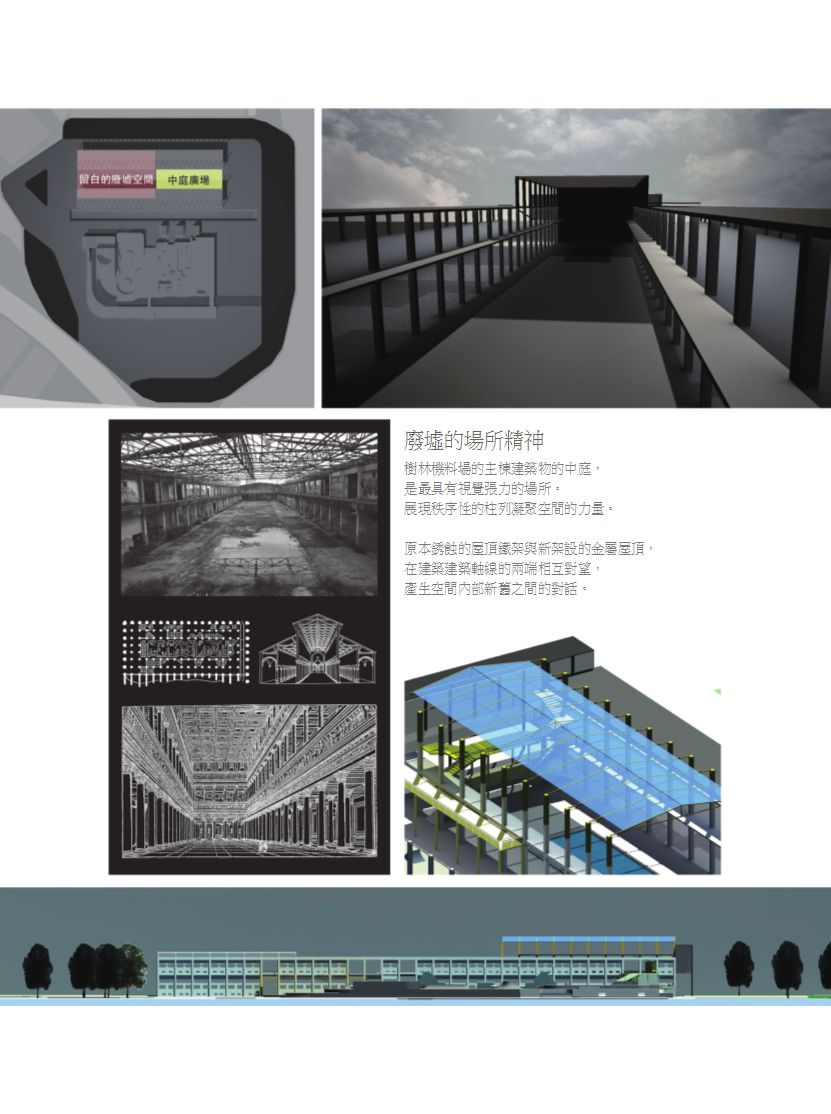 留白的廢墟空間
中庭廣場
廢墟的場所精神
樹林機料場的主棟建築物的中庭，
是最具有視覺張力的場所。
展現秩序性的柱列凝聚空間的力量。
原本銹蝕的屋頂鐵架與新架設的金屬屋頂，
在建築建築軸線的兩端相互對望，
產生空間內部新舊之間的對話。